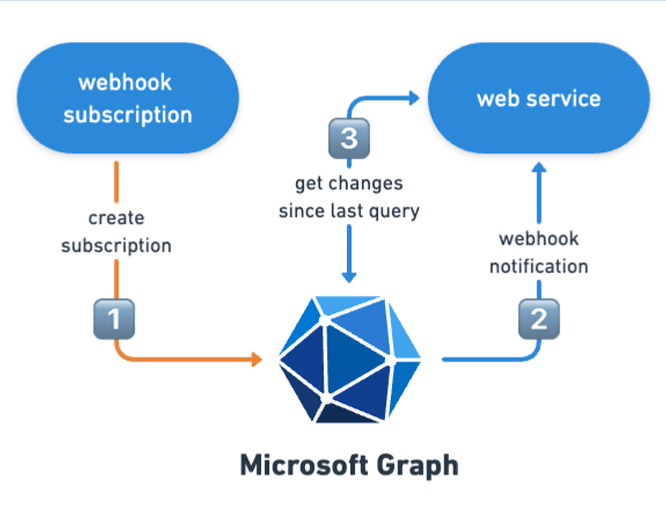 webhook
subscription
web service
3
get changes
since last query
create
subscription
webhook
notification
1
2
Microsoft Graph